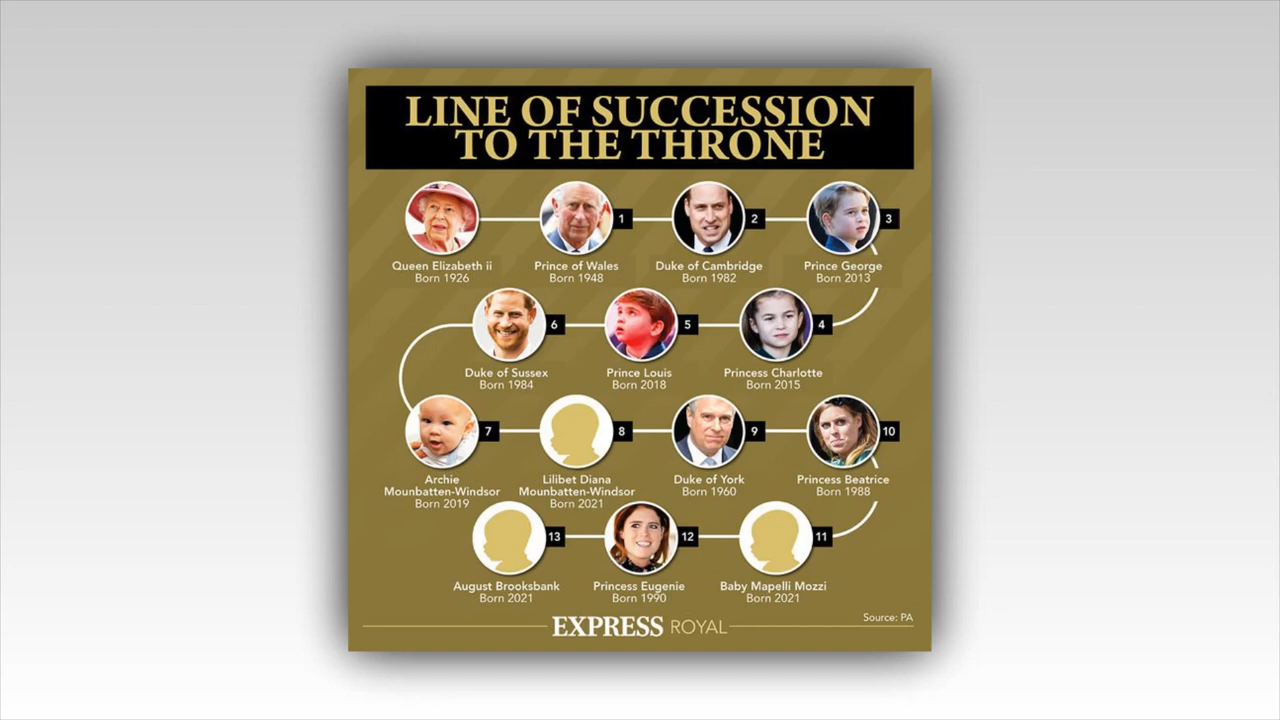 LINE OF SUCCESSION
TO THE THRONE
1
2
3
Queen Elizabeth ii
Born 1926
Prince of Wales
Born 1948
Duke of Cambridge
Born 1982
Prince George
Born 2013
6
5
4
Duke of Sussex
Born 1984
Prince Louis
Born 2018
Princess Charlotte
Born 2015
7
8
9
10
Archie
Mounbatten-Windsor
Born 2019
Lilibet Diana
Mounbatten-Windsor
Born 2021
Duke of York
Born 1960
Princess Beatrice
Born 1988
13
12
11
August Brooksbank
Born 2021
Princess Eugenie
Born 1990
Baby Mapelli Mozzi
Born 2021
Source: PA
EXPRESS ROYAL